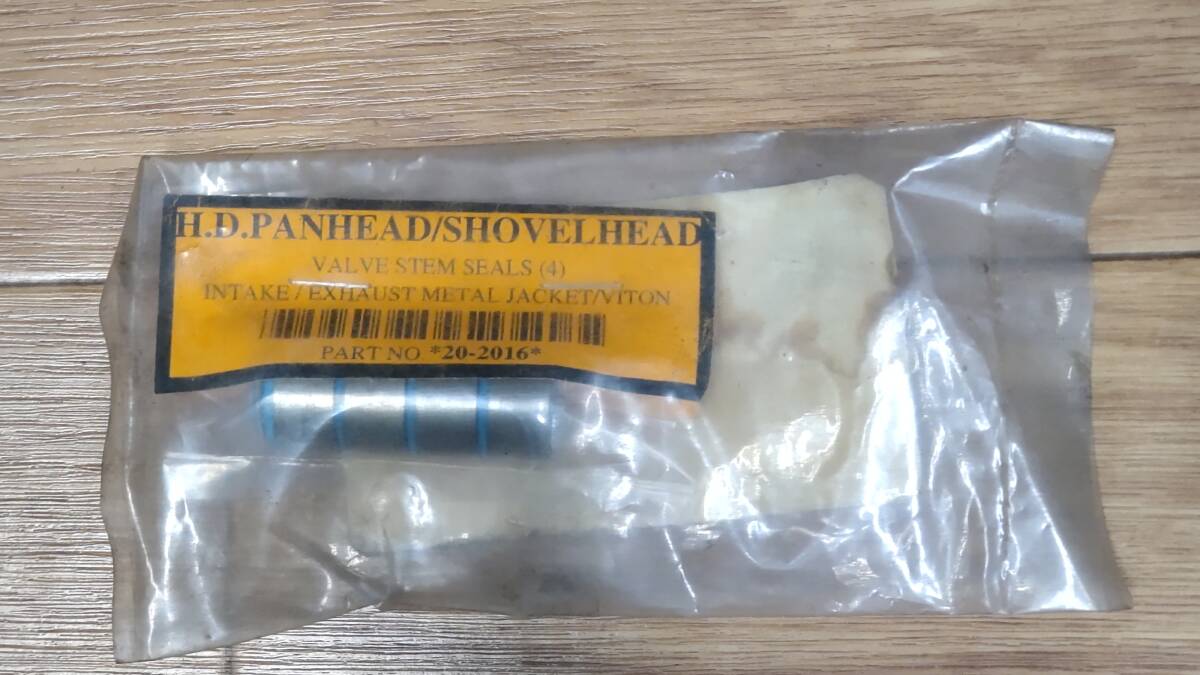 H.D.PANHEAD/SHOVELHEAD
VALVE STEM SEALS (4)
INTAKE / EXHAUST METAL JACKET/VITON
PART NO. *20-2016*